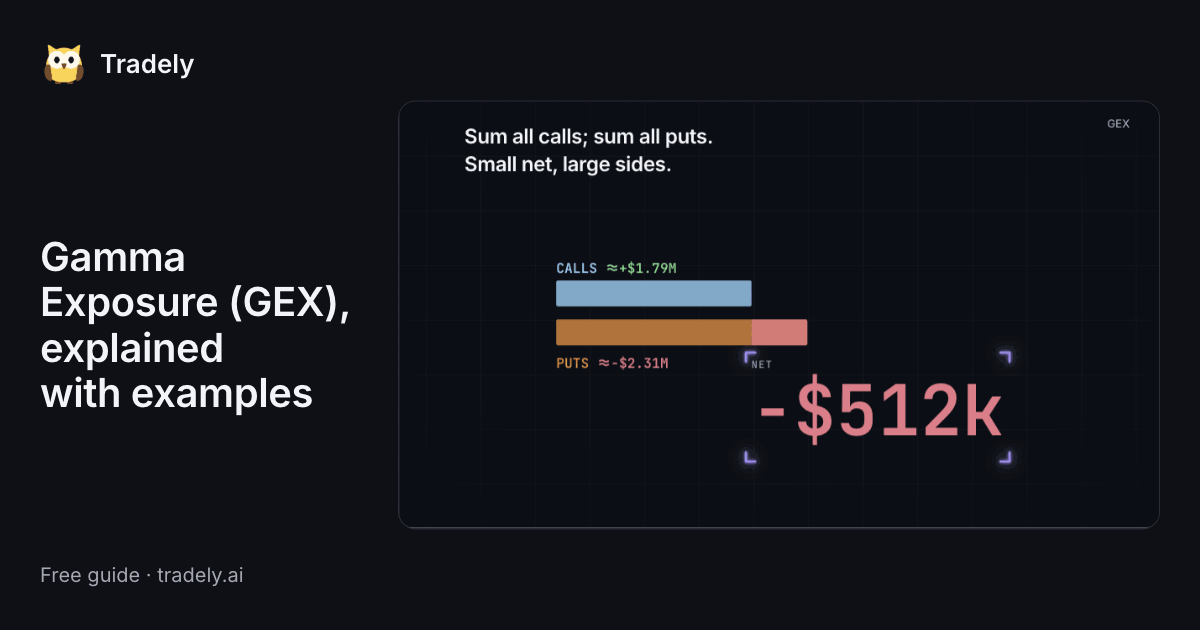 Tradely
Gamma
Exposure (GEX),
explained
with examples
Free guide · tradely.ai
GEX
Sum all calls; sum all puts.
Small net, large sides.
CALLS ≈+$1.79M
PUTS ≈-$2.31M
NET
-$512k